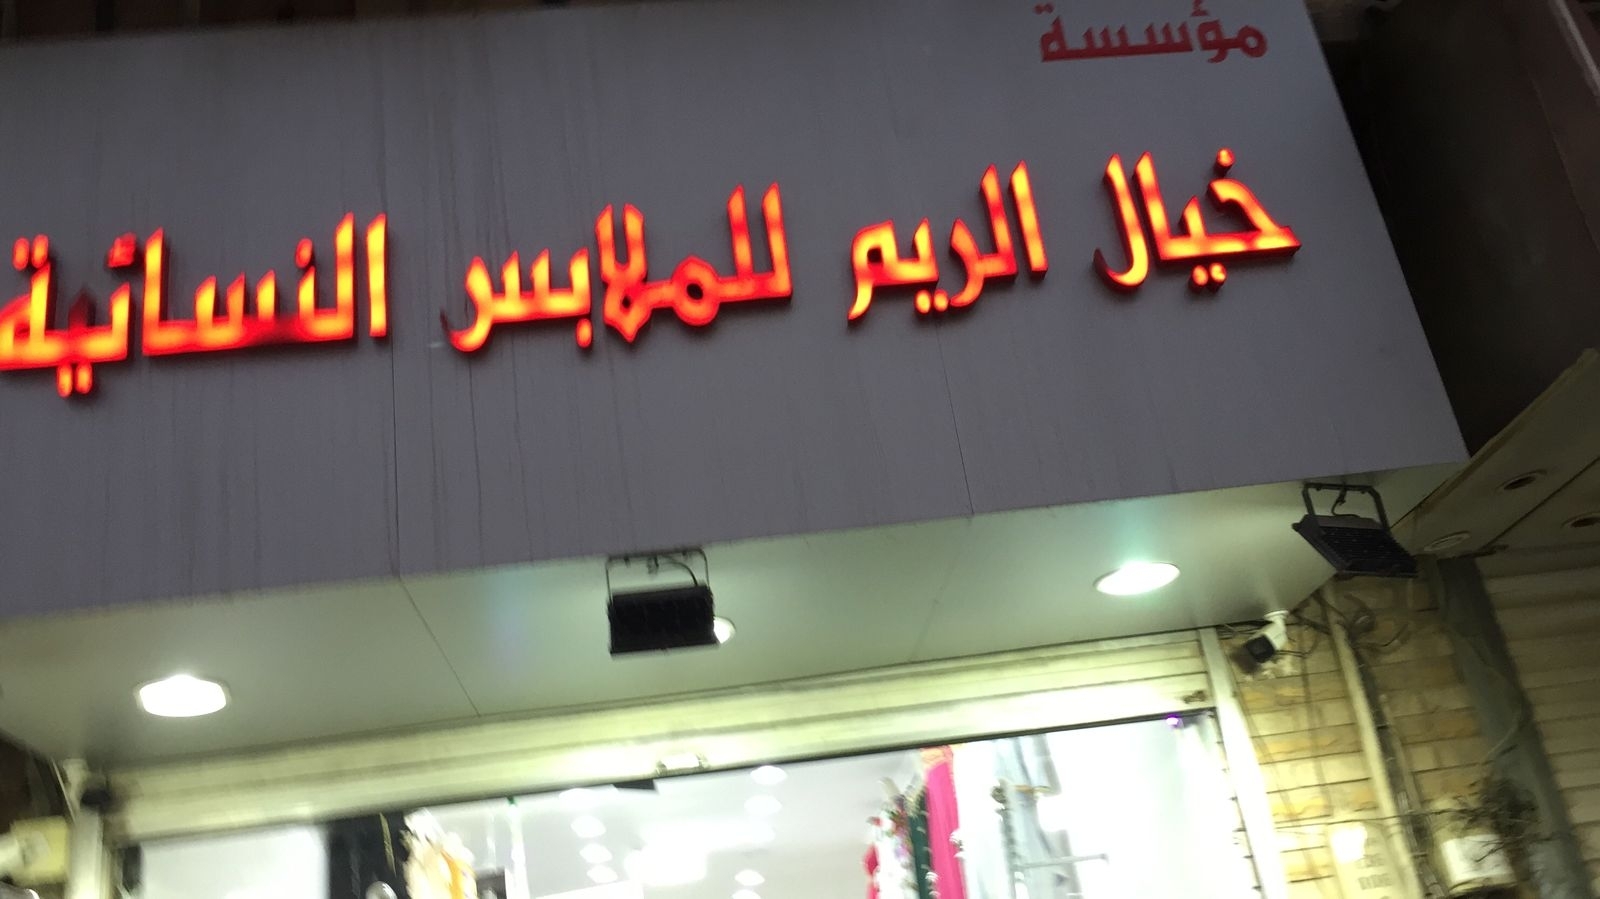 مؤسسة
خيال الريم للملابس النسائية